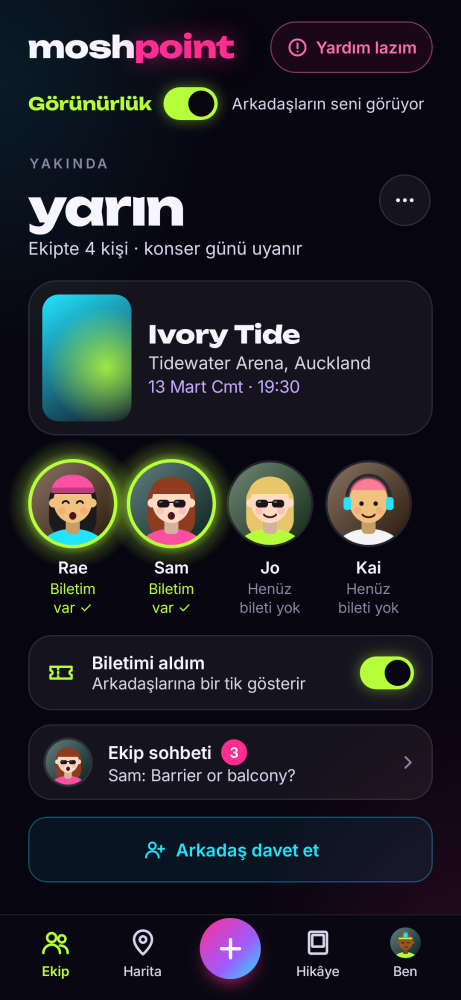 moshpoint
Yardım lazım
Görünürlük
Arkadaşların seni görüyor
YAKINDA
yarın
Ekipte 4 kişi · konser günü uyanır
Ivory Tide
Tidewater Arena, Auckland
13 Mart Cmt · 19:30
Rae
Biletim
var ✓
Sam
Biletim
var ✓
Jo
Henüz
bileti yok
Kai
Henüz
bileti yok
Biletimi aldım
Arkadaşlarına bir tik gösterir
Ekip sohbeti 3
Sam: Barrier or balcony?
Arkadaş davet et
Ekip
Harita
Hikâye
Ben